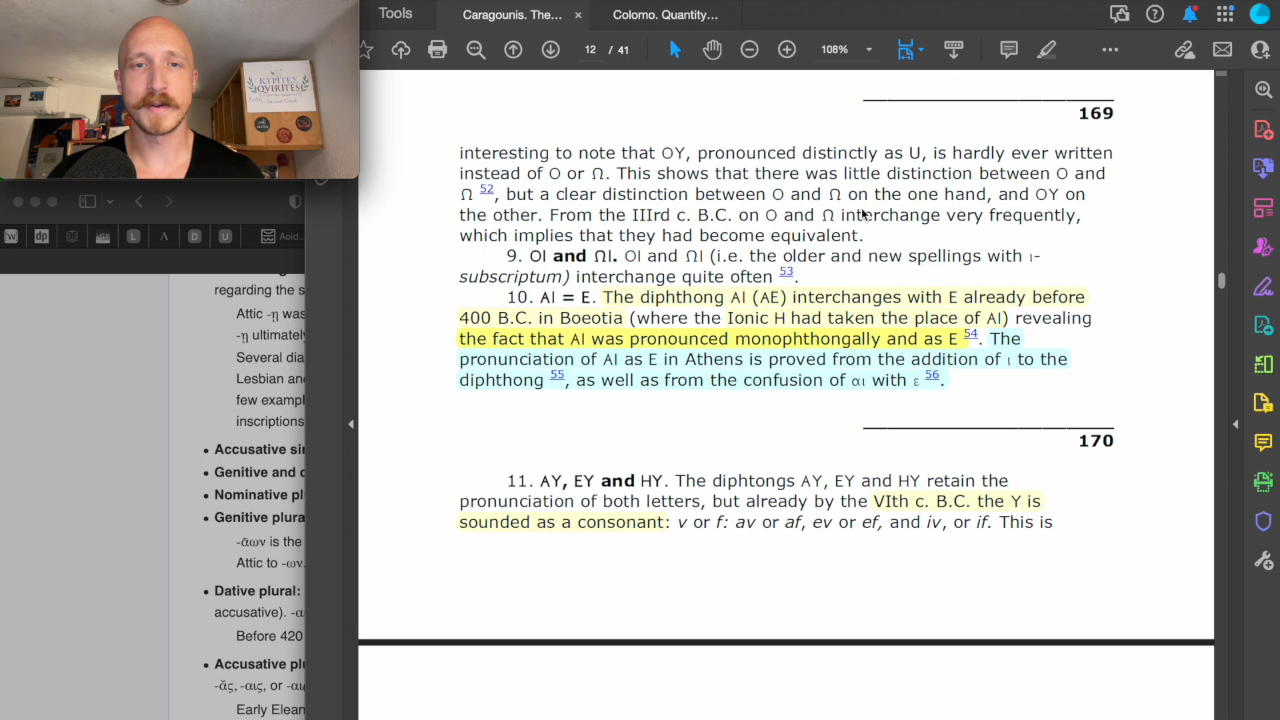 Tools
Caragounis. The... ×
Colomo. Quantity...
12 / 41
108%
ΚΥΡΙΤΕΣ
IQVIRITES
169
interesting to note that OY, pronounced distinctly as U, is hardly ever written
instead of O or Ω. This shows that there was little distinction between O and
Ω 52, but a clear distinction between O and Ω on the one hand, and OY on
the other. From the IIIrd c. B.C. on O and Ω interchange very frequently,
which implies that they had become equivalent.
9. OI and ΩI. OI and ΩI (i.e. the older and new spellings with ι-
subscriptum) interchange quite often 53.
10. AI = E. The diphthong AI (AE) interchanges with E already before
400 B.C. in Boeotia (where the Ionic H had taken the place of AI) revealing
the fact that AI was pronounced monophthongally and as E 54. The
pronunciation of AI as E in Athens is proved from the addition of ι to the
diphthong 55, as well as from the confusion of αι with ε 56.
170
11. AY, EY and HY. The diphtongs AY, EY and HY retain the
pronunciation of both letters, but already by the VIth c. B.C. the Y is
sounded as a consonant: v or f: av or af, ev or ef, and iv, or if. This is
W
dp
L
A
D
U
Aoid...
regarding the s
Attic -ῃ was
-ῃ ultimately
Several dia
Lesbian an
few exampl
inscriptions
• Accusative sin
• Genitive and d
• Nominative pl
• Genitive plura
-ᾱων is the
Attic to -ων
• Dative plural:
accusative). -α
Before 420
• Accusative plu
-ᾰς, -αις, or -αι
Early Elean